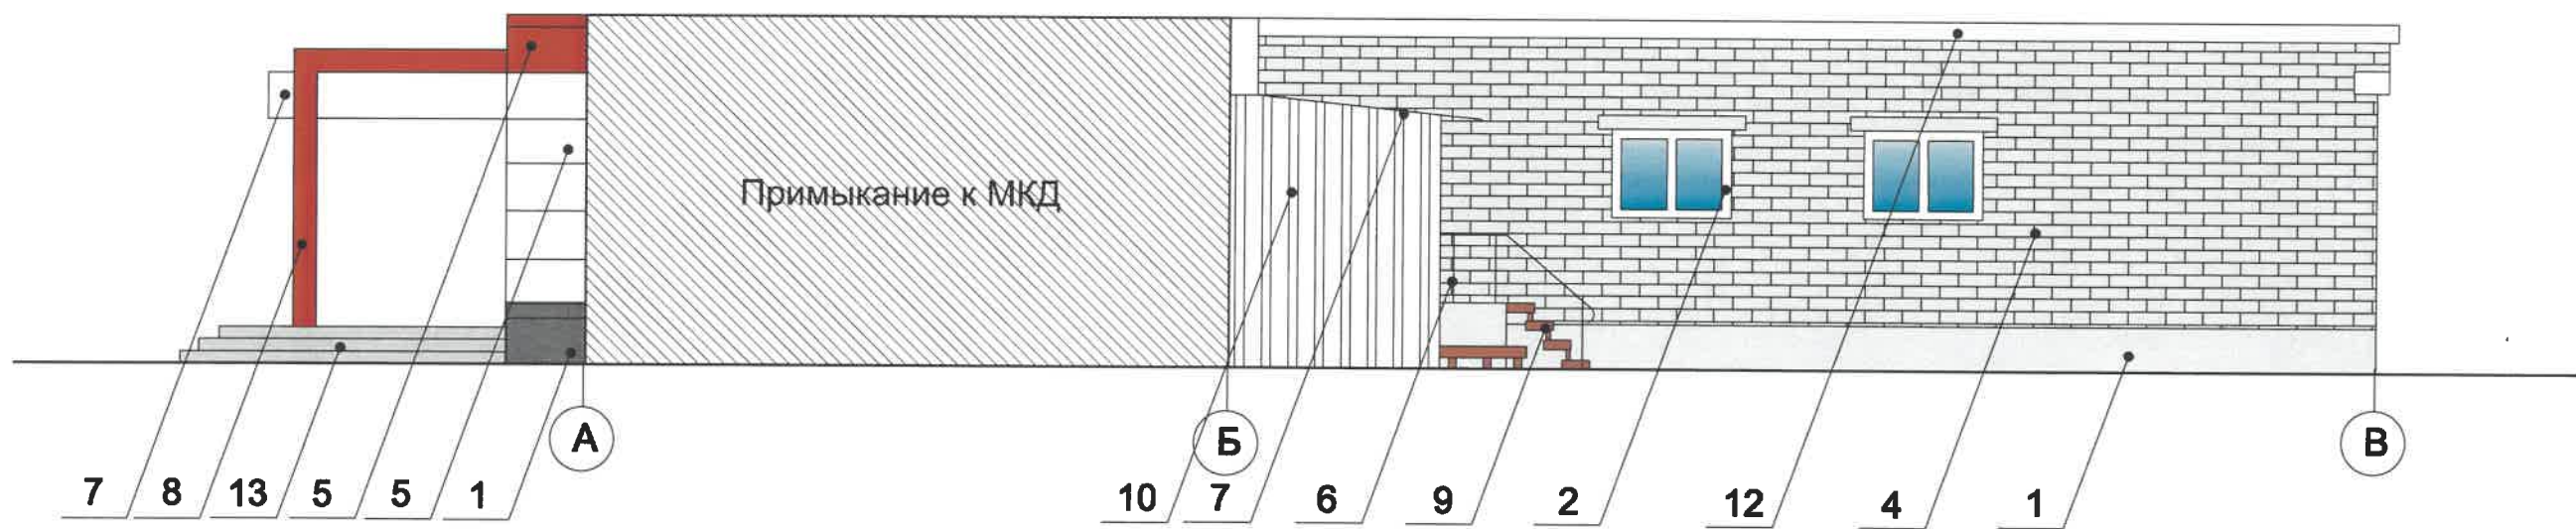 Примыкание к МКД
А Б В
7 8 13 5 5 1 10 7 6 9 2 12 4 1